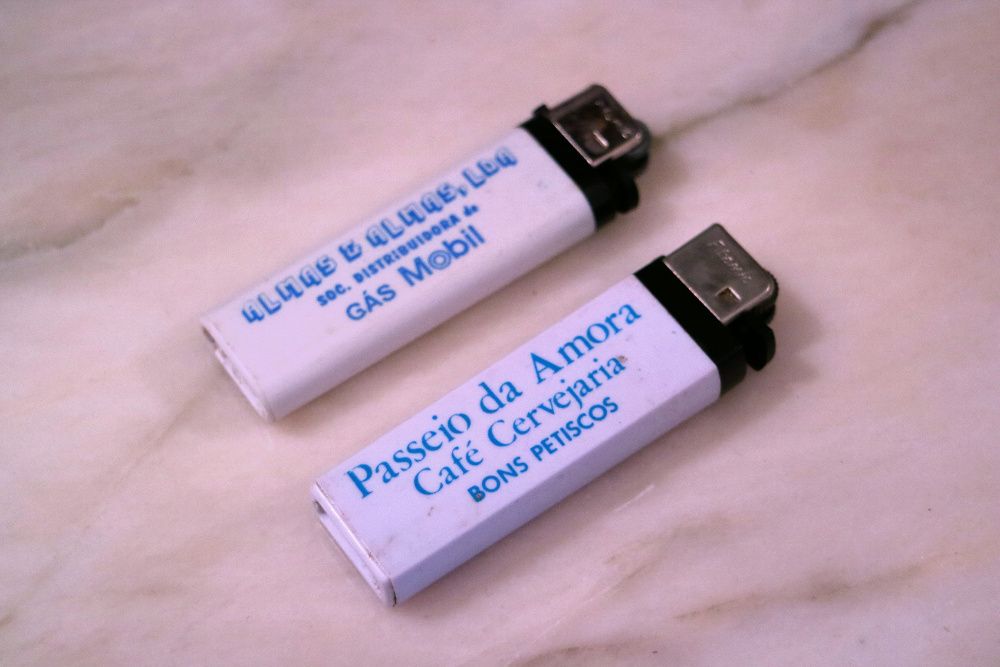 ALMAS & ALMAS, LDA
SOC. DISTRIBUIDORA de
GÁS Mobil
Passeio da Amora
Café Cervejaria
BONS PETISCOS